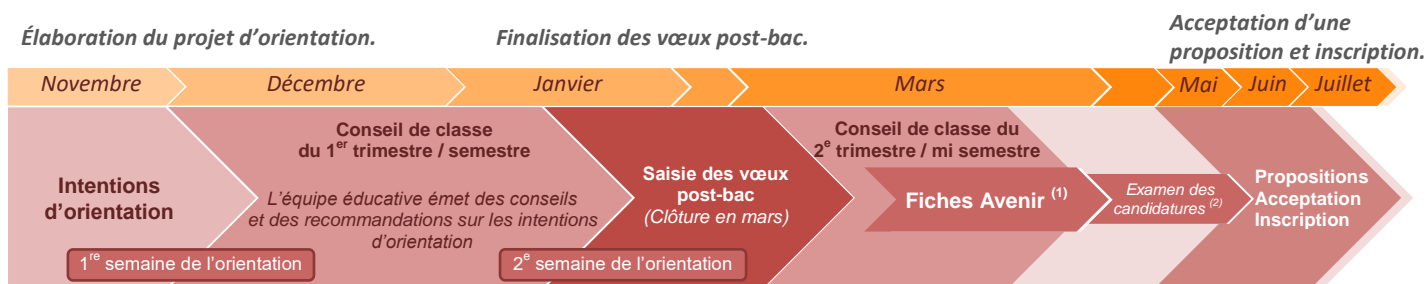 Élaboration du projet d’orientation.
Finalisation des vœux post-bac.
Acceptation d’une
proposition et inscription.
Novembre
Décembre
Janvier
Mars
Mai
Juin
Juillet
Intentions
d’orientation
1re semaine de l’orientation
Conseil de classe
du 1er trimestre / semestre
L’équipe éducative émet des conseils
et des recommandations sur les intentions
d’orientation
2e semaine de l’orientation
Saisie des vœux
post-bac
(Clôture en mars)
Conseil de classe du
2e trimestre / mi semestre
Fiches Avenir (1)
Examen des
candidatures (2)
Propositions
Acceptation
Inscription